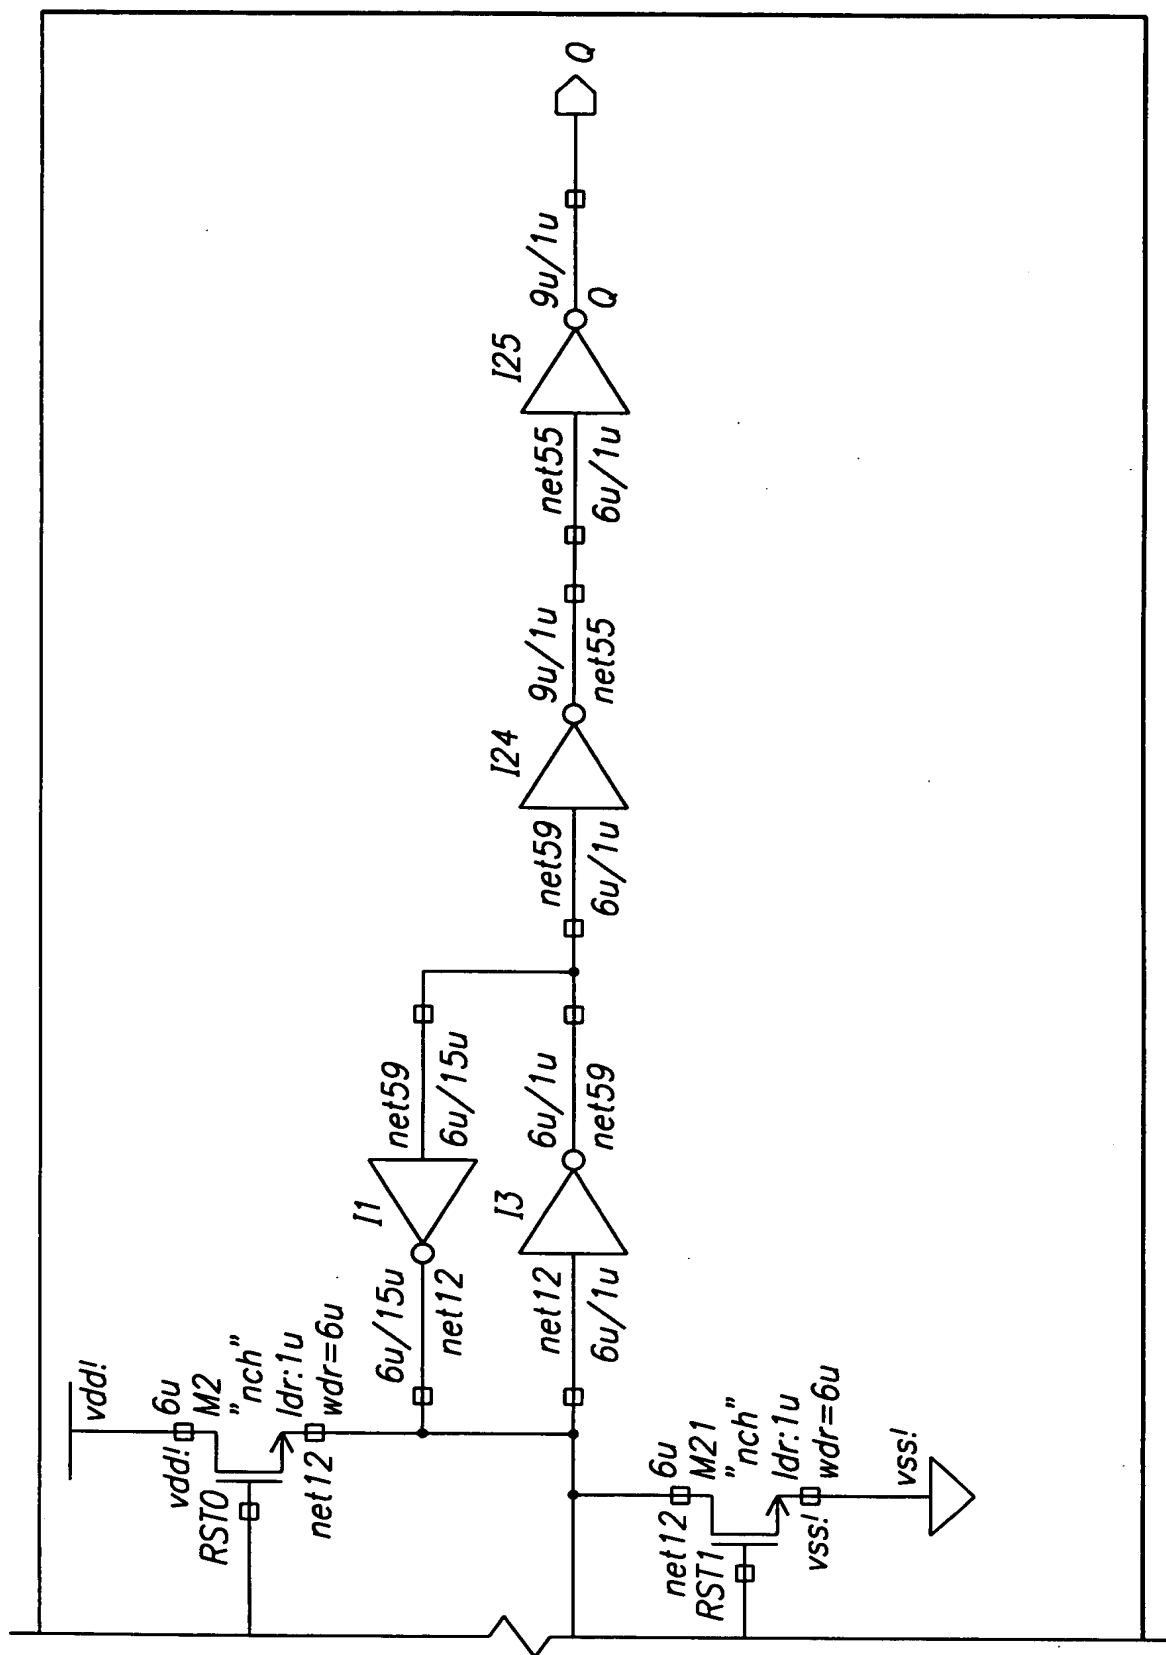 vdd!
6u
M2
"nch"
ldr:1u
wdr=6u
vdd!
RST0
net12
6u/15u
net12
I1
net59
6u/15u
net12
6u/1u
I3
6u/1u
net59
net59
6u/1u
I24
9u/1u
net55
net55
6u/1u
I25
9u/1u
Q
Q
6u
M21
"nch"
ldr:1u
wdr=6u
net12
RST1
vss!
vss!